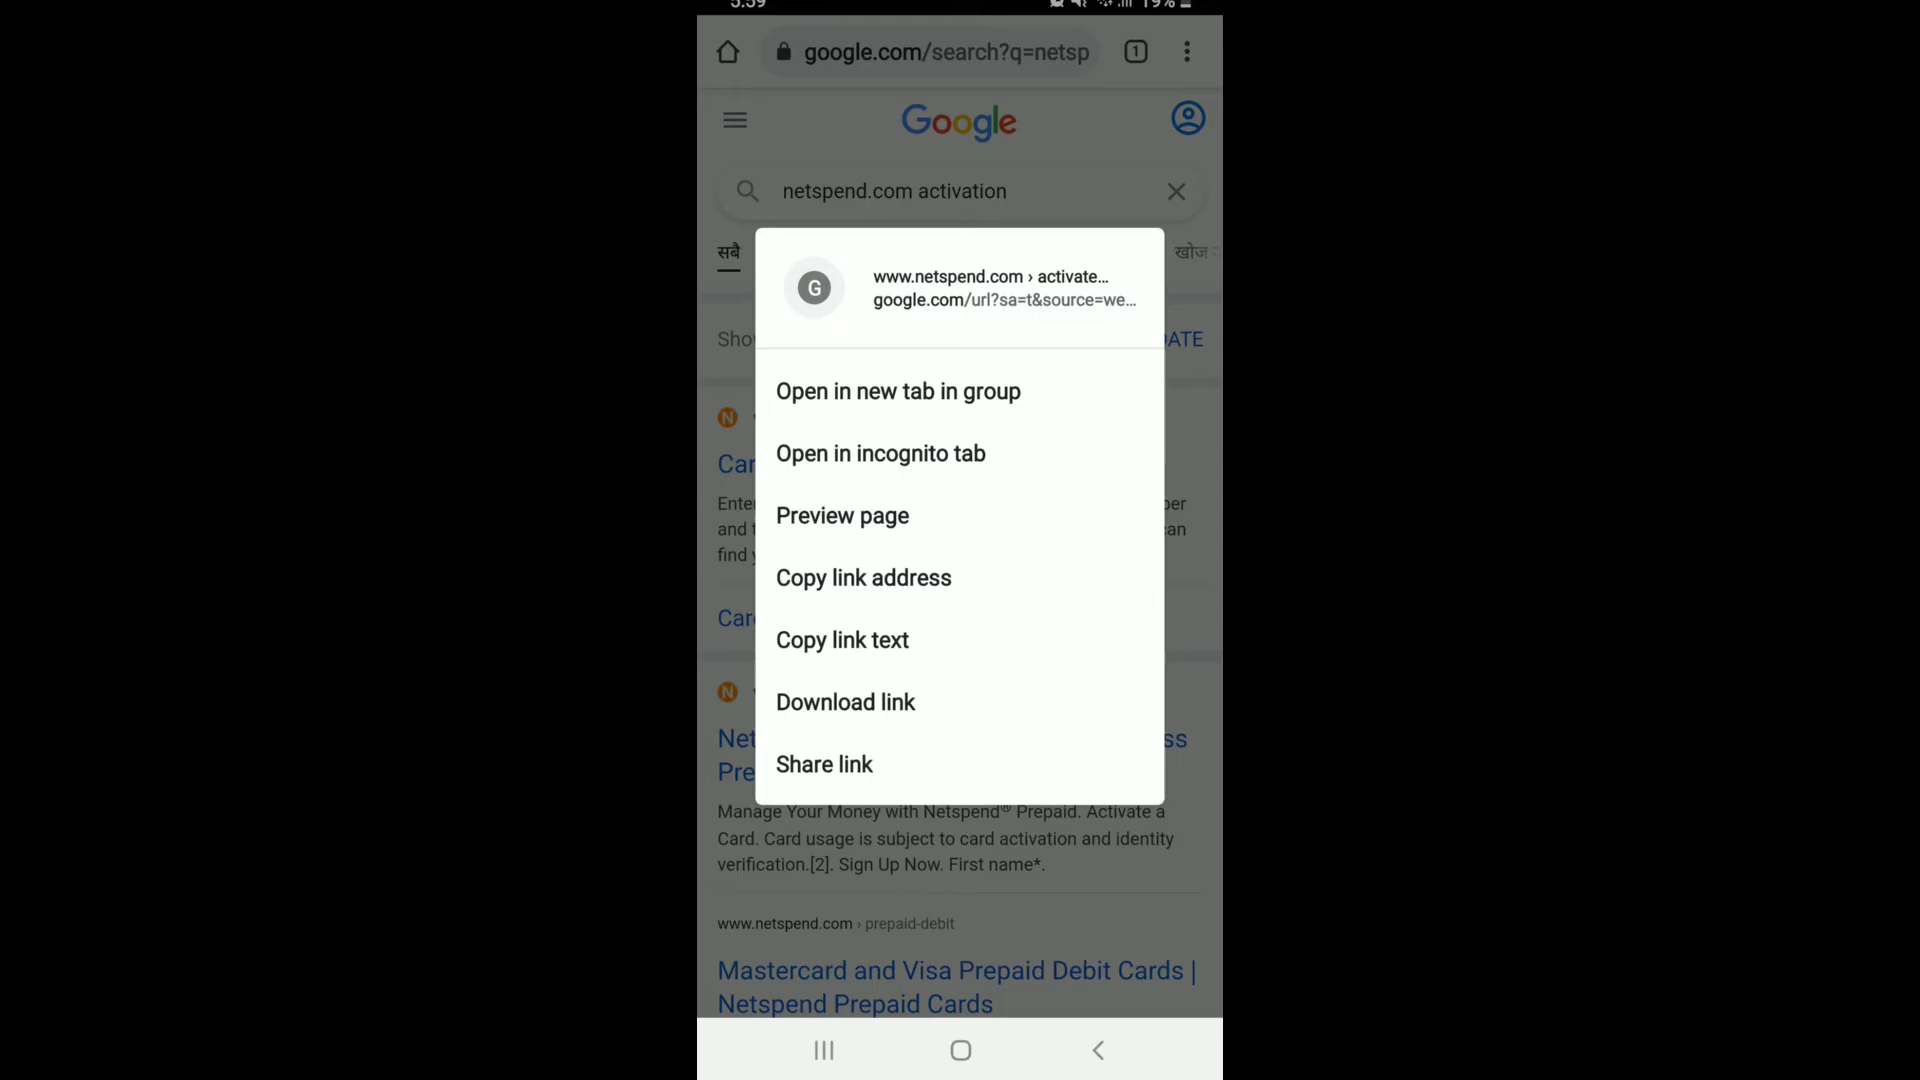 5:59
19%
google.com/search?q=netsp
1
Google
netspend.com activation
सबै
खोज
www.netspend.com › activate...
google.com/url?sa=t&source=we...
Open in new tab in group
Open in incognito tab
Preview page
Copy link address
Copy link text
Download link
Share link
Manage Your Money with Netspend® Prepaid. Activate a
Card. Card usage is subject to card activation and identity
verification.[2]. Sign Up Now. First name*.
www.netspend.com › prepaid-debit
Mastercard and Visa Prepaid Debit Cards |
Netspend Prepaid Cards